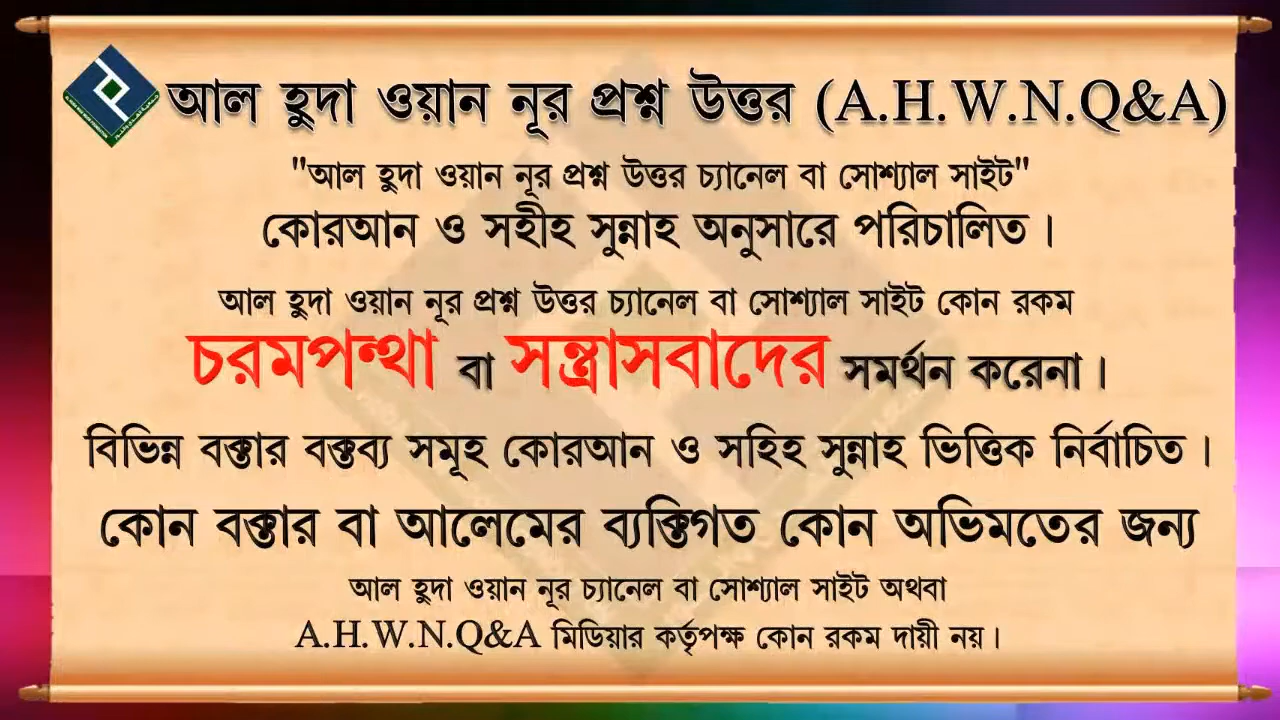 আল হুদা ওয়ান নূর প্রশ্ন উত্তর (A.H.W.N.Q&A)
"আল হুদা ওয়ান নূর প্রশ্ন উত্তর চ্যানেল বা সোশ্যাল সাইট"
কোরআন ও সহীহ সুন্নাহ অনুসারে পরিচালিত।
আল হুদা ওয়ান নূর প্রশ্ন উত্তর চ্যানেল বা সোশ্যাল সাইট কোন রকম
চরমপন্থা বা সন্ত্রাসবাদের সমর্থন করেনা।
বিভিন্ন বক্তার বক্তব্য সমূহ কোরআন ও সহিহ সুন্নাহ ভিত্তিক নির্বাচিত।
কোন বক্তার বা আলেমের ব্যক্তিগত কোন অভিমতের জন্য
আল হুদা ওয়ান নূর চ্যানেল বা সোশ্যাল সাইট অথবা
A.H.W.N.Q&A মিডিয়ার কর্তৃপক্ষ কোন রকম দায়ী নয়।